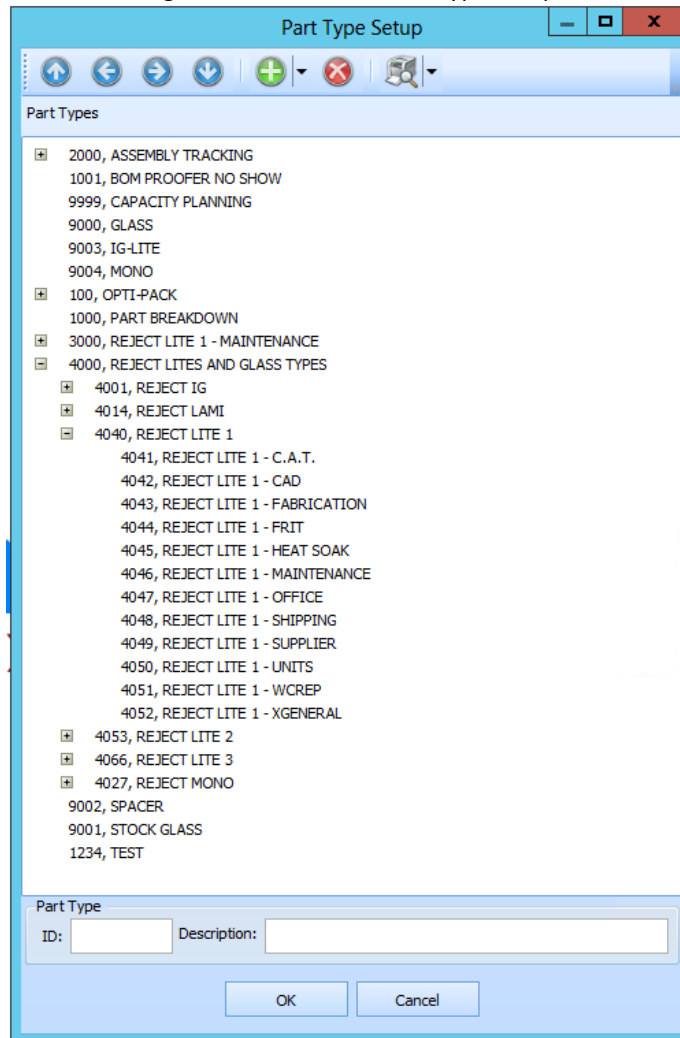 Part Type Setup
Part Types
2000, ASSEMBLY TRACKING
1001, BOM PROOFER NO SHOW
9999, CAPACITY PLANNING
9000, GLASS
9003, IG-LITE
9004, MONO
100, OPTI-PACK
1000, PART BREAKDOWN
3000, REJECT LITE 1 - MAINTENANCE
4000, REJECT LITES AND GLASS TYPES
4001, REJECT IG
4014, REJECT LAMI
4040, REJECT LITE 1
4041, REJECT LITE 1 - C.A.T.
4042, REJECT LITE 1 - CAD
4043, REJECT LITE 1 - FABRICATION
4044, REJECT LITE 1 - FRIT
4045, REJECT LITE 1 - HEAT SOAK
4046, REJECT LITE 1 - MAINTENANCE
4047, REJECT LITE 1 - OFFICE
4048, REJECT LITE 1 - SHIPPING
4049, REJECT LITE 1 - SUPPLIER
4050, REJECT LITE 1 - UNITS
4051, REJECT LITE 1 - WCREP
4052, REJECT LITE 1 - XGENERAL
4053, REJECT LITE 2
4066, REJECT LITE 3
4027, REJECT MONO
9002, SPACER
9001, STOCK GLASS
1234, TEST
Part Type
ID: Description:
OK Cancel